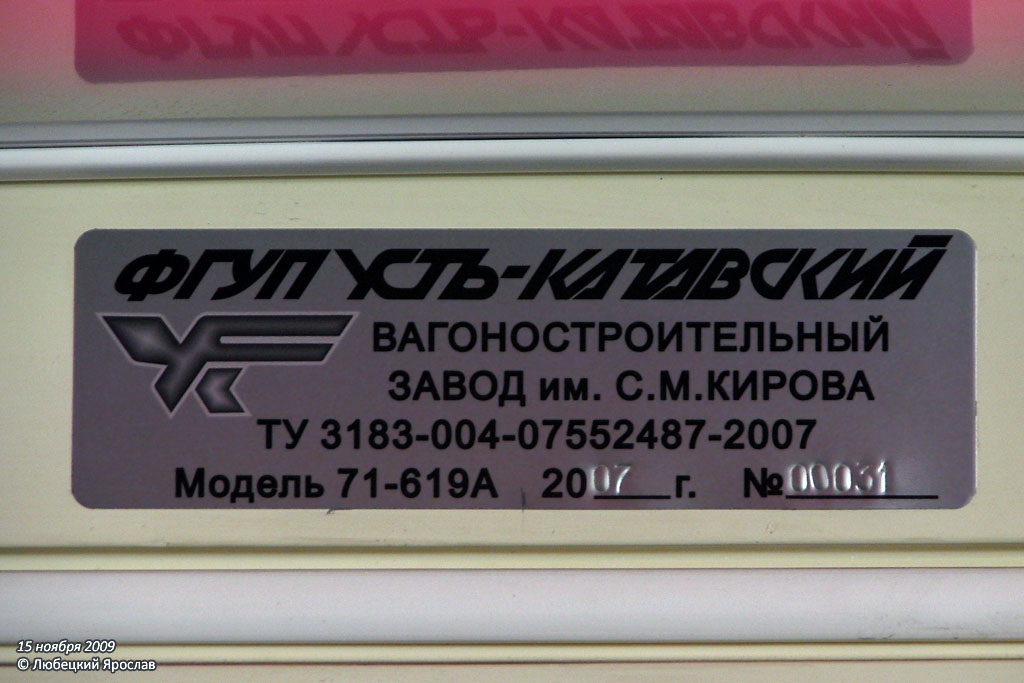 ФГУП УСТЬ-КАТАВСКИЙ
ВАГОНОСТРОИТЕЛЬНЫЙ
ЗАВОД им. С.М.КИРОВА
ТУ 3183-004-07552487-2007
Модель 71-619А 2007 г. №00031
15 ноября 2009
© Любецкий Ярослав